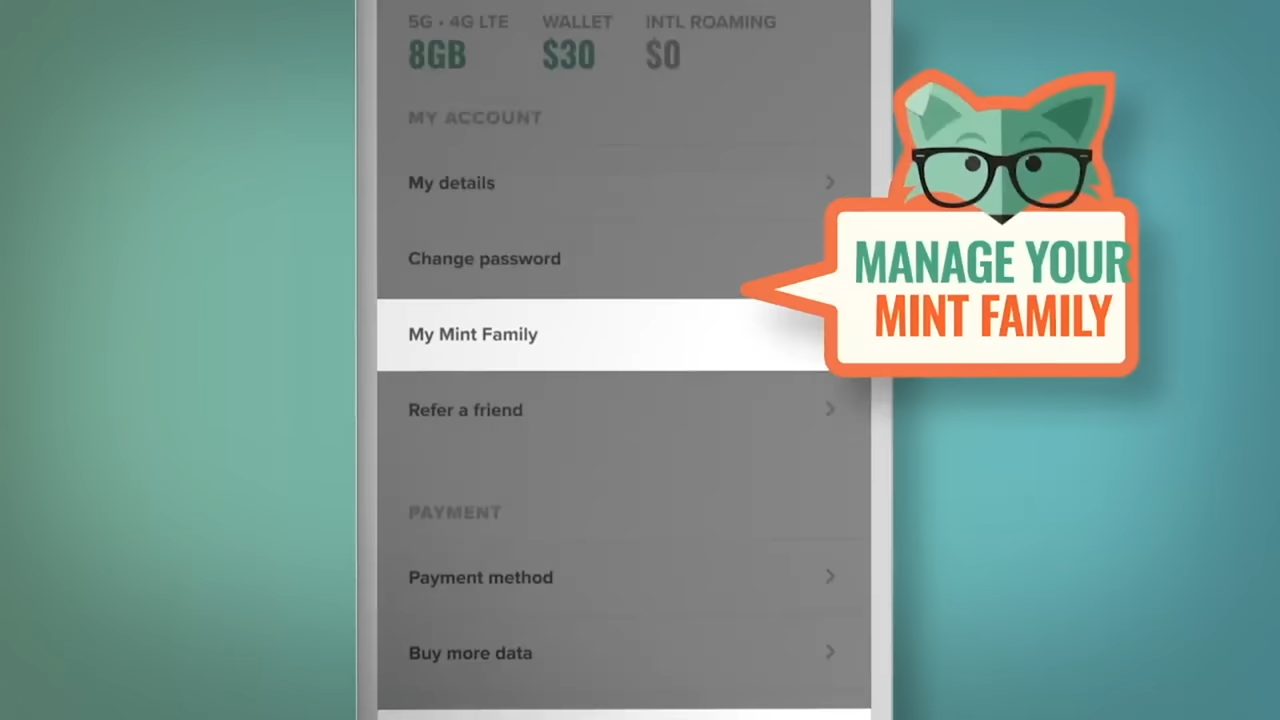 5G • 4G LTE WALLET INTL ROAMING
8GB $30 $0
MY ACCOUNT
My details
Change password
My Mint Family
Refer a friend
PAYMENT
Payment method
Buy more data
MANAGE YOUR
MINT FAMILY